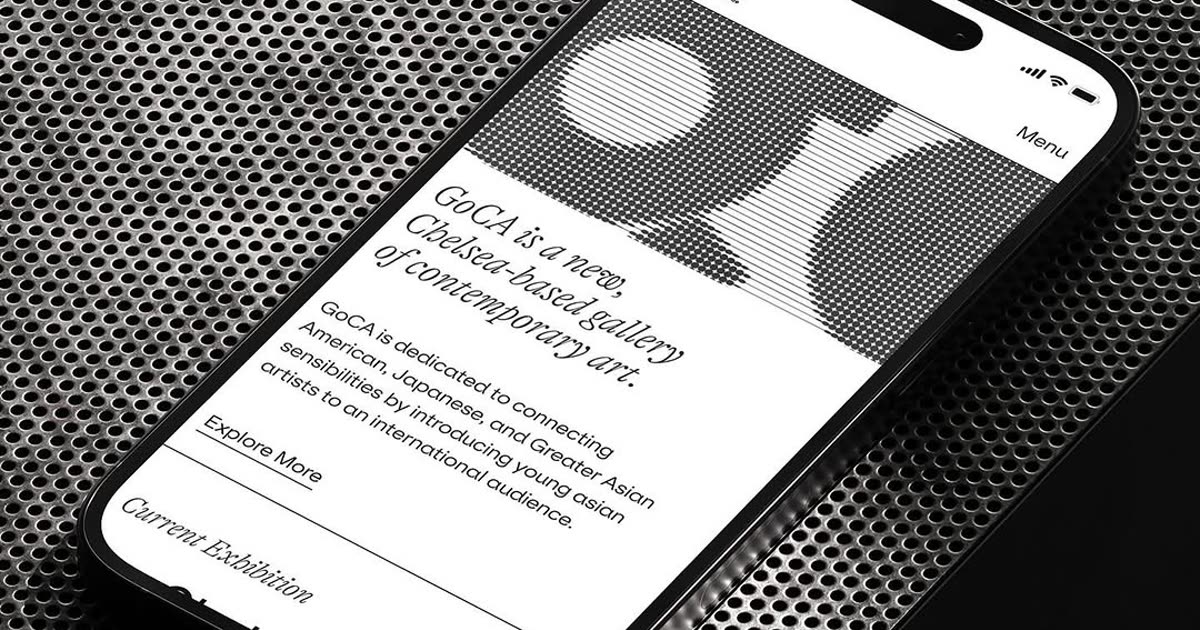 Menu
GoCA is a new,
Chelsea-based gallery
of contemporary art.
GoCA is dedicated to connecting
American, Japanese, and Greater Asian
sensibilities by introducing young asian
artists to an international audience.
Explore More
Current Exhibition